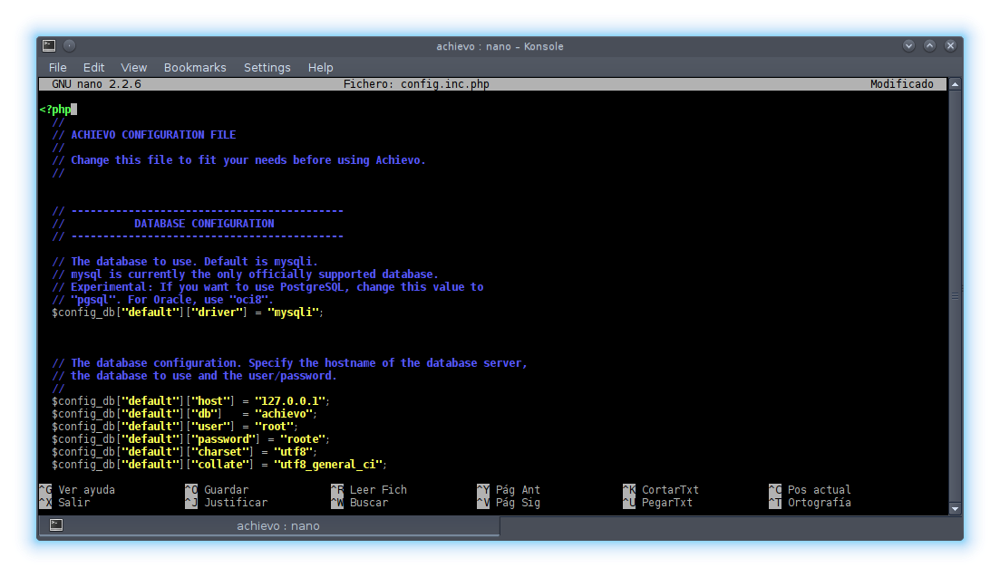 achievo : nano – Konsole
File Edit View Bookmarks Settings Help
GNU nano 2.2.6 Fichero: config.inc.php Modificado
<?php
//
// ACHIEVO CONFIGURATION FILE
//
// Change this file to fit your needs before using Achievo.
//
// -------------------------------------------
// DATABASE CONFIGURATION
// -------------------------------------------
// The database to use. Default is mysqli.
// mysql is currently the only officially supported database.
// Experimental: If you want to use PostgreSQL, change this value to
// "pgsql". For Oracle, use "oci8".
$config_db["default"]["driver"] = "mysqli";
// The database configuration. Specify the hostname of the database server,
// the database to use and the user/password.
//
$config_db["default"]["host"] = "127.0.0.1";
$config_db["default"]["db"]   = "achievo";
$config_db["default"]["user"] = "root";
$config_db["default"]["password"] = "roote";
$config_db["default"]["charset"] = "utf8";
$config_db["default"]["collate"] = "utf8_general_ci";
^G Ver ayuda ^O Guardar ^R Leer Fich ^Y Pág Ant ^K CortarTxt ^C Pos actual
^X Salir ^J Justificar ^W Buscar ^V Pág Sig ^U PegarTxt ^T Ortografía
achievo : nano